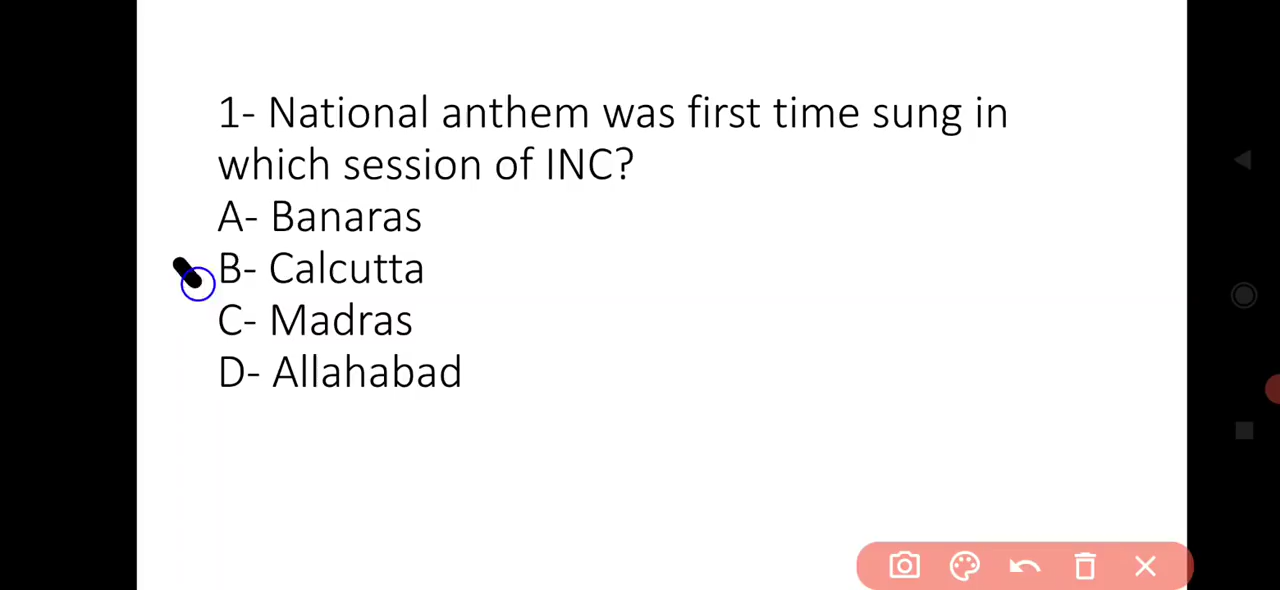 1- National anthem was first time sung in
which session of INC?
A- Banaras
B- Calcutta
C- Madras
D- Allahabad